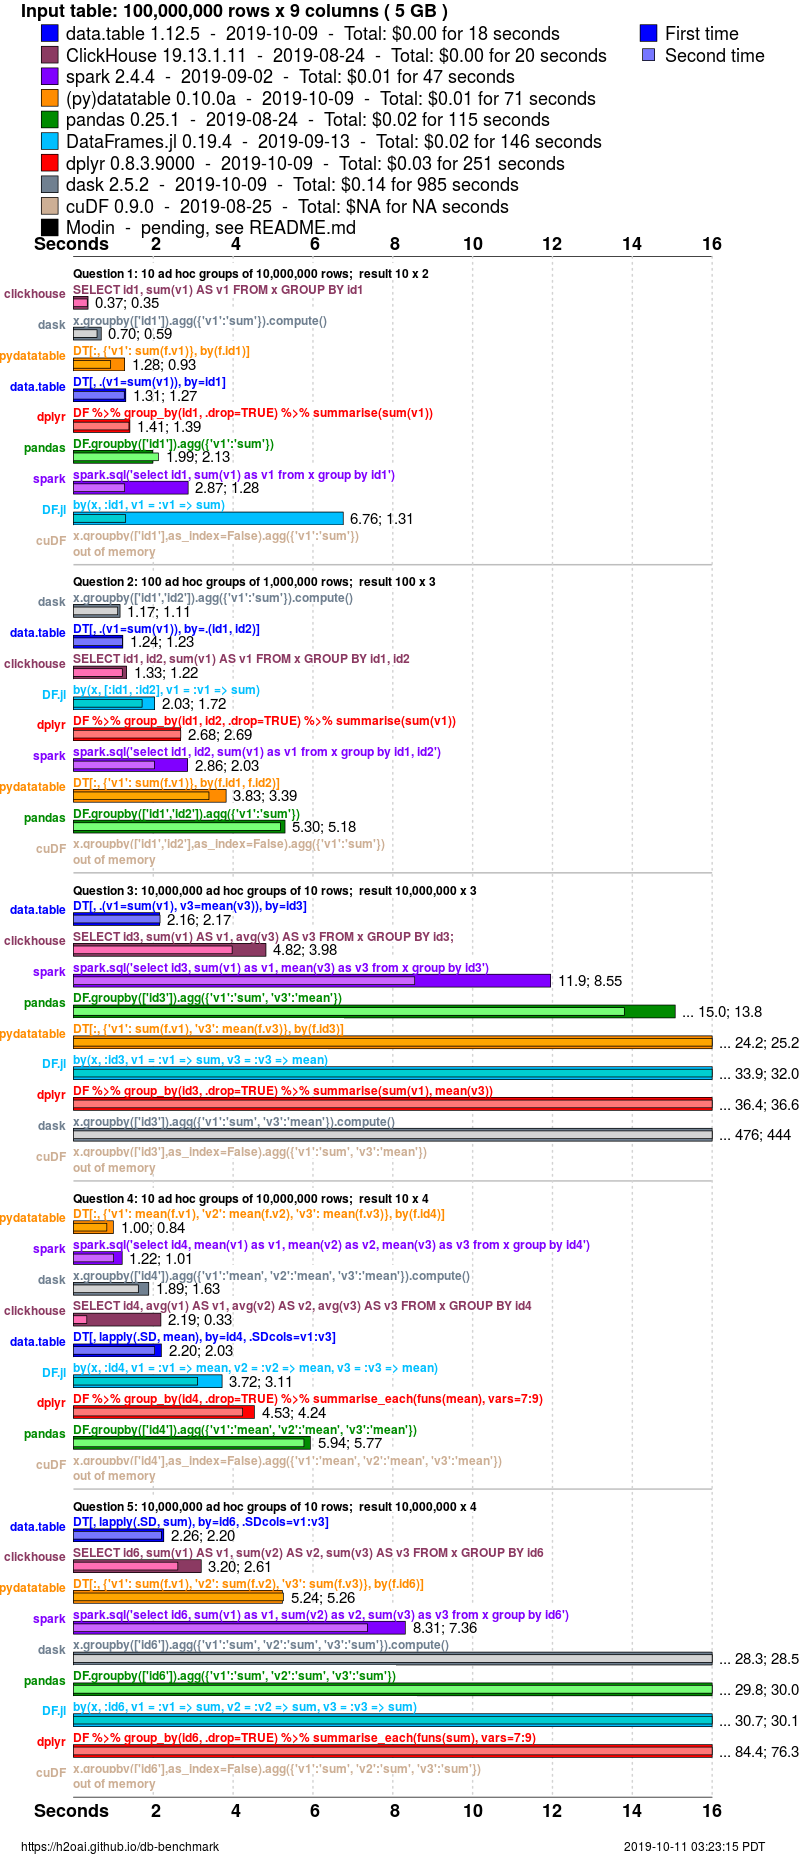 Input table: 100,000,000 rows x 9 columns ( 5 GB )
data.table 1.12.5 - 2019-10-09 - Total: $0.00 for 18 seconds
First time
ClickHouse 19.13.1.11 - 2019-08-24 - Total: $0.00 for 20 seconds
Second time
spark 2.4.4 - 2019-09-02 - Total: $0.01 for 47 seconds
(py)datatable 0.10.0a - 2019-10-09 - Total: $0.01 for 71 seconds
pandas 0.25.1 - 2019-08-24 - Total: $0.02 for 115 seconds
DataFrames.jl 0.19.4 - 2019-09-13 - Total: $0.02 for 146 seconds
dplyr 0.8.3.9000 - 2019-10-09 - Total: $0.03 for 251 seconds
dask 2.5.2 - 2019-10-09 - Total: $0.14 for 985 seconds
cuDF 0.9.0 - 2019-08-25 - Total: $NA for NA seconds
Modin - pending, see README.md
Seconds 2 4 6 8 10 12 14 16
Question 1: 10 ad hoc groups of 10,000,000 rows; result 10 x 2
clickhouse SELECT id1, sum(v1) AS v1 FROM x GROUP BY id1
0.37; 0.35
dask x.groupby(['id1']).agg({'v1':'sum'}).compute()
0.70; 0.59
pydatatable DT[:, {'v1': sum(f.v1)}, by(f.id1)]
1.28; 0.93
data.table DT[, .(v1=sum(v1)), by=id1]
1.31; 1.27
dplyr DF %>% group_by(id1, .drop=TRUE) %>% summarise(sum(v1))
1.41; 1.39
pandas DF.groupby(['id1']).agg({'v1':'sum'})
1.99; 2.13
spark spark.sql('select id1, sum(v1) as v1 from x group by id1')
2.87; 1.28
DF.jl by(x, :id1, v1 = :v1 => sum)
6.76; 1.31
cuDF x.groupby(['id1'],as_index=False).agg({'v1':'sum'})
out of memory
Question 2: 100 ad hoc groups of 1,000,000 rows; result 100 x 3
dask x.groupby(['id1','id2']).agg({'v1':'sum'}).compute()
1.17; 1.11
data.table DT[, .(v1=sum(v1)), by=.(id1, id2)]
1.24; 1.23
clickhouse SELECT id1, id2, sum(v1) AS v1 FROM x GROUP BY id1, id2
1.33; 1.22
DF.jl by(x, [:id1, :id2], v1 = :v1 => sum)
2.03; 1.72
dplyr DF %>% group_by(id1, id2, .drop=TRUE) %>% summarise(sum(v1))
2.68; 2.69
spark spark.sql('select id1, id2, sum(v1) as v1 from x group by id1, id2')
2.86; 2.03
pydatatable DT[:, {'v1': sum(f.v1)}, by(f.id1, f.id2)]
3.83; 3.39
pandas DF.groupby(['id1','id2']).agg({'v1':'sum'})
5.30; 5.18
cuDF x.groupby(['id1','id2'],as_index=False).agg({'v1':'sum'})
out of memory
Question 3: 10,000,000 ad hoc groups of 10 rows; result 10,000,000 x 3
data.table DT[, .(v1=sum(v1), v3=mean(v3)), by=id3]
2.16; 2.17
clickhouse SELECT id3, sum(v1) AS v1, avg(v3) AS v3 FROM x GROUP BY id3;
4.82; 3.98
spark spark.sql('select id3, sum(v1) as v1, mean(v3) as v3 from x group by id3')
11.9; 8.55
pandas DF.groupby(['id3']).agg({'v1':'sum', 'v3':'mean'})
... 15.0; 13.8
pydatatable DT[:, {'v1': sum(f.v1), 'v3': mean(f.v3)}, by(f.id3)]
... 24.2; 25.2
DF.jl by(x, :id3, v1 = :v1 => sum, v3 = :v3 => mean)
... 33.9; 32.0
dplyr DF %>% group_by(id3, .drop=TRUE) %>% summarise(sum(v1), mean(v3))
... 36.4; 36.6
dask x.groupby(['id3']).agg({'v1':'sum', 'v3':'mean'}).compute()
... 476; 444
cuDF x.groupby(['id3'],as_index=False).agg({'v1':'sum', 'v3':'mean'})
out of memory
Question 4: 10 ad hoc groups of 10,000,000 rows; result 10 x 4
pydatatable DT[:, {'v1': mean(f.v1), 'v2': mean(f.v2), 'v3': mean(f.v3)}, by(f.id4)]
1.00; 0.84
spark spark.sql('select id4, mean(v1) as v1, mean(v2) as v2, mean(v3) as v3 from x group by id4')
1.22; 1.01
dask x.groupby(['id4']).agg({'v1':'mean', 'v2':'mean', 'v3':'mean'}).compute()
1.89; 1.63
clickhouse SELECT id4, avg(v1) AS v1, avg(v2) AS v2, avg(v3) AS v3 FROM x GROUP BY id4
2.19; 0.33
data.table DT[, lapply(.SD, mean), by=id4, .SDcols=v1:v3]
2.20; 2.03
DF.jl by(x, :id4, v1 = :v1 => mean, v2 = :v2 => mean, v3 = :v3 => mean)
3.72; 3.11
dplyr DF %>% group_by(id4, .drop=TRUE) %>% summarise_each(funs(mean), vars=7:9)
4.53; 4.24
pandas DF.groupby(['id4']).agg({'v1':'mean', 'v2':'mean', 'v3':'mean'})
5.94; 5.77
cuDF x.groupby(['id4'],as_index=False).agg({'v1':'mean', 'v2':'mean', 'v3':'mean'})
out of memory
Question 5: 10,000,000 ad hoc groups of 10 rows; result 10,000,000 x 4
data.table DT[, lapply(.SD, sum), by=id6, .SDcols=v1:v3]
2.26; 2.20
clickhouse SELECT id6, sum(v1) AS v1, sum(v2) AS v2, sum(v3) AS v3 FROM x GROUP BY id6
3.20; 2.61
pydatatable DT[:, {'v1': sum(f.v1), 'v2': sum(f.v2), 'v3': sum(f.v3)}, by(f.id6)]
5.24; 5.26
spark spark.sql('select id6, sum(v1) as v1, sum(v2) as v2, sum(v3) as v3 from x group by id6')
8.31; 7.36
dask x.groupby(['id6']).agg({'v1':'sum', 'v2':'sum', 'v3':'sum'}).compute()
... 28.3; 28.5
pandas DF.groupby(['id6']).agg({'v1':'sum', 'v2':'sum', 'v3':'sum'})
... 29.8; 30.0
DF.jl by(x, :id6, v1 = :v1 => sum, v2 = :v2 => sum, v3 = :v3 => sum)
... 30.7; 30.1
dplyr DF %>% group_by(id6, .drop=TRUE) %>% summarise_each(funs(sum), vars=7:9)
... 84.4; 76.3
cuDF x.groupby(['id6'],as_index=False).agg({'v1':'sum', 'v2':'sum', 'v3':'sum'})
out of memory
Seconds 2 4 6 8 10 12 14 16
https://h2oai.github.io/db-benchmark
2019-10-11 03:23:15 PDT